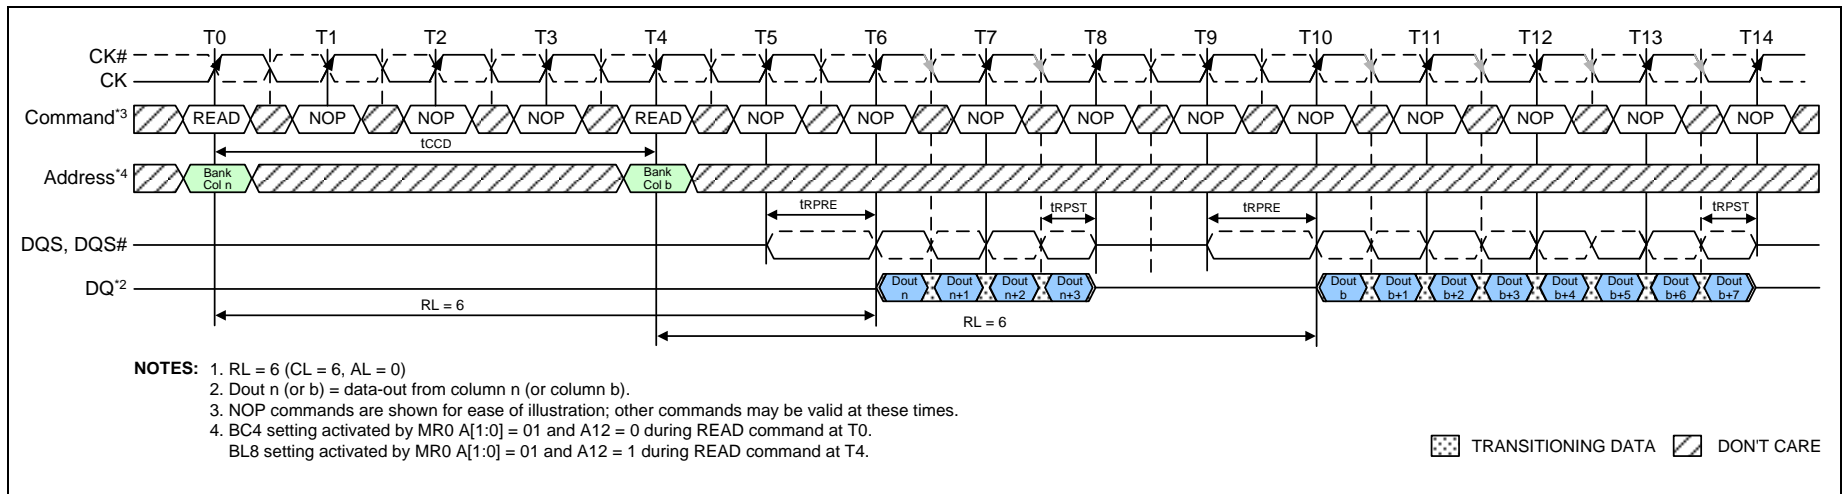 T0 T1 T2 T3 T4 T5 T6 T7 T8 T9 T10 T11 T12 T13 T14
CK#
CK
Command*3 READ NOP NOP NOP READ NOP NOP NOP NOP NOP NOP NOP NOP NOP NOP
tCCD
Address*4 Bank Col n Bank Col b
tRPRE tRPST tRPRE tRPST
DQS, DQS#
DQ*2 Dout n Dout n+1 Dout n+2 Dout n+3 Dout b Dout b+1 Dout b+2 Dout b+3 Dout b+4 Dout b+5 Dout b+6 Dout b+7
RL = 6
RL = 6
NOTES: 1. RL = 6 (CL = 6, AL = 0)
2. Dout n (or b) = data-out from column n (or column b).
3. NOP commands are shown for ease of illustration; other commands may be valid at these times.
4. BC4 setting activated by MR0 A[1:0] = 01 and A12 = 0 during READ command at T0.
BL8 setting activated by MR0 A[1:0] = 01 and A12 = 1 during READ command at T4.
TRANSITIONING DATA DON'T CARE